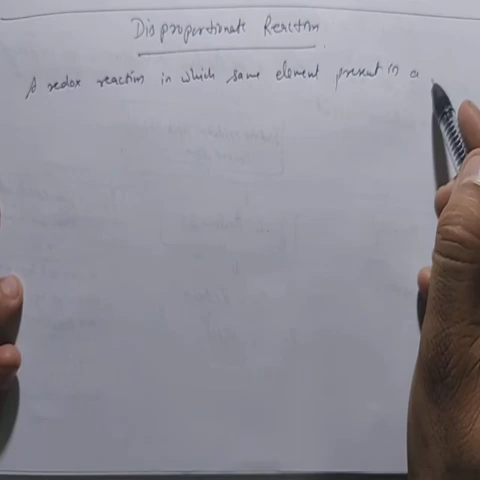 Disproportionate Reaction
A redox reaction in which same element present in a